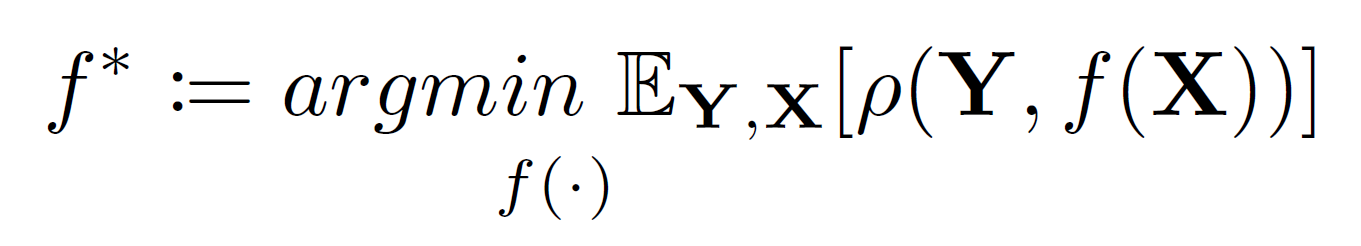 f* := argmin 𝔼_{𝐘,𝐗}[ρ(𝐘, f(𝐗))]
f(·)